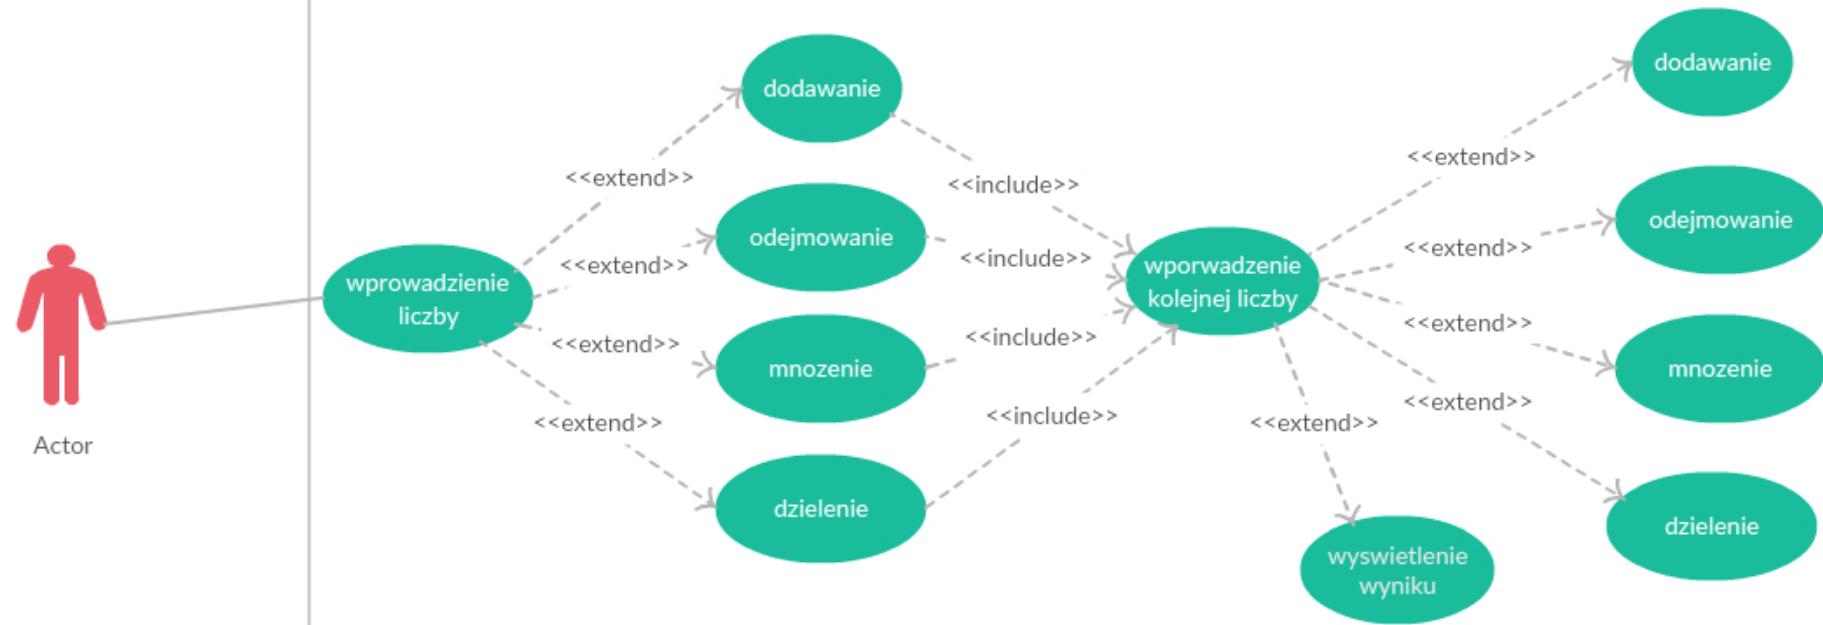 Actor
wprowadzienie
liczby
<<extend>>
<<extend>>
<<extend>>
<<extend>>
dodawanie
odejmowanie
mnozenie
dzielenie
<<include>>
<<include>>
<<include>>
<<include>>
wporwadzenie
kolejnej liczby
<<extend>>
<<extend>>
<<extend>>
<<extend>>
<<extend>>
wyswietlenie
wyniku
dodawanie
odejmowanie
mnozenie
dzielenie